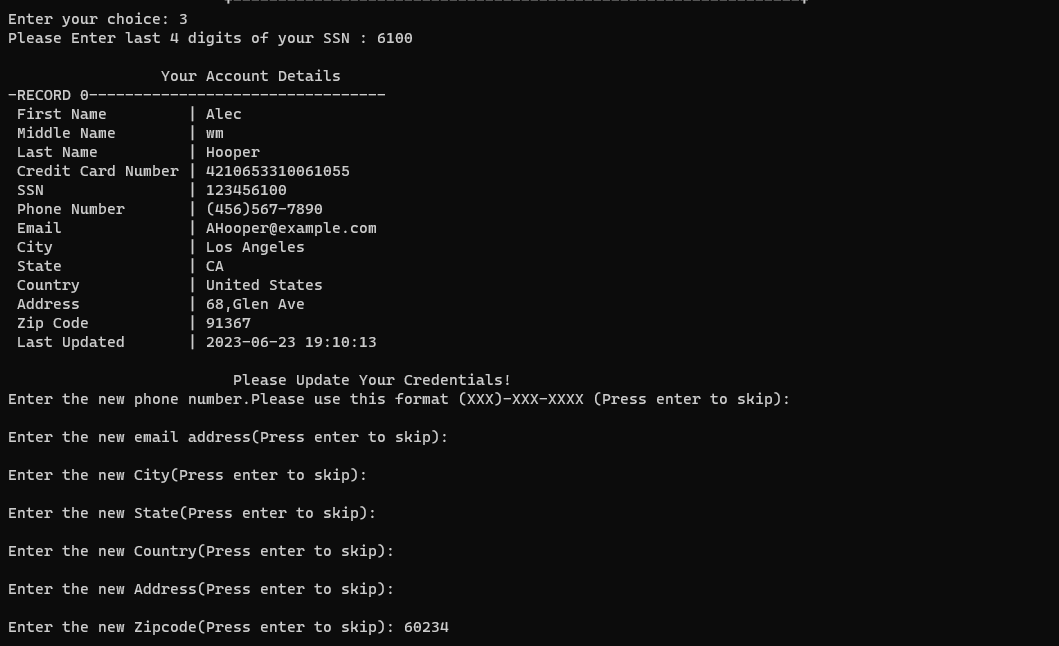 Enter your choice: 3
Please Enter last 4 digits of your SSN : 6100
Your Account Details
-RECORD 0---------------------------------
First Name | Alec
Middle Name | wm
Last Name | Hooper
Credit Card Number | 4210653310061055
SSN | 123456100
Phone Number | (456)567-7890
Email | AHooper@example.com
City | Los Angeles
State | CA
Country | United States
Address | 68,Glen Ave
Zip Code | 91367
Last Updated | 2023-06-23 19:10:13
Please Update Your Credentials!
Enter the new phone number.Please use this format (XXX)-XXX-XXXX (Press enter to skip):
Enter the new email address(Press enter to skip):
Enter the new City(Press enter to skip):
Enter the new State(Press enter to skip):
Enter the new Country(Press enter to skip):
Enter the new Address(Press enter to skip):
Enter the new Zipcode(Press enter to skip): 60234